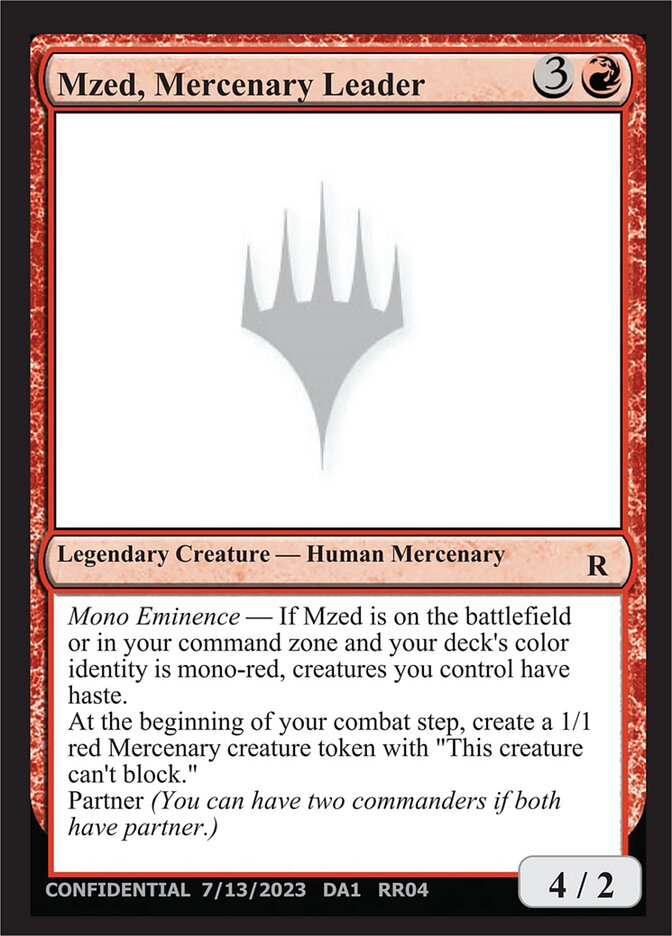 Mzed, Mercenary Leader 3
Legendary Creature — Human Mercenary
R
Mono Eminence — If Mzed is on the battlefield
or in your command zone and your deck's color
identity is mono-red, creatures you control have
haste.
At the beginning of your combat step, create a 1/1
red Mercenary creature token with "This creature
can't block."
Partner (You can have two commanders if both
have partner.)
CONFIDENTIAL 7/13/2023 DA1 RR04
4 / 2